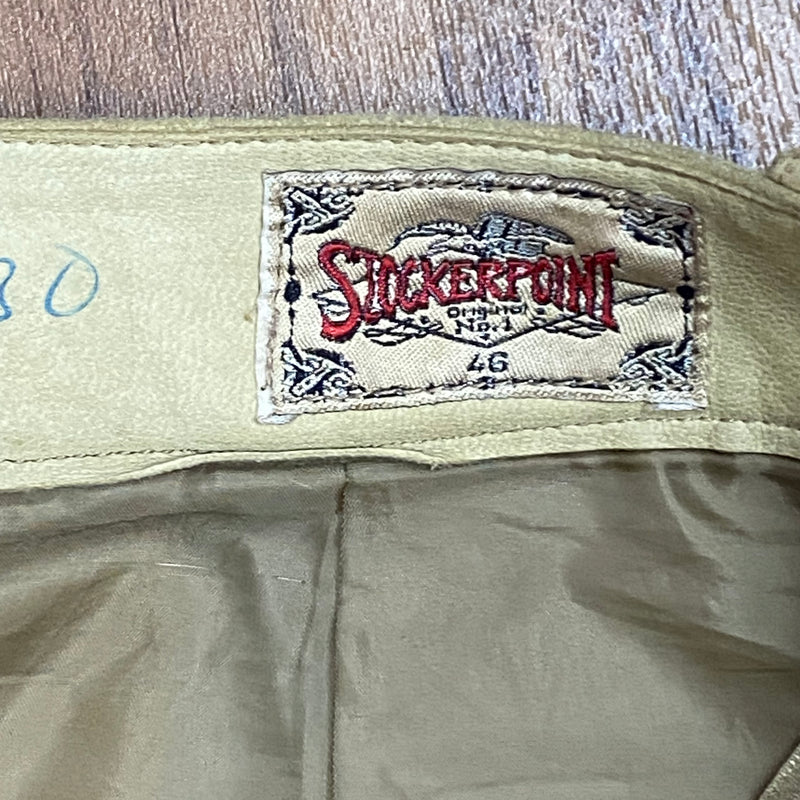 STOCKERPOINT
Original
No.1
46
30